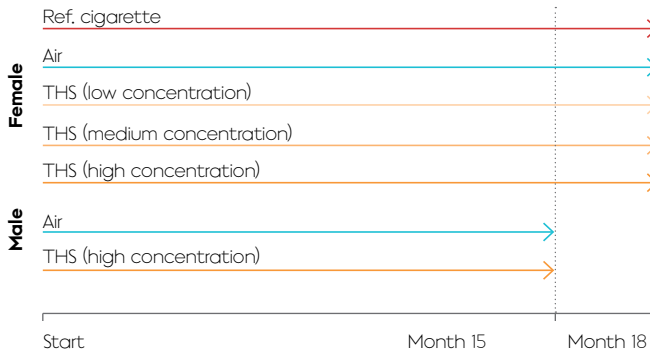 Female
Ref. cigarette
Air
THS (low concentration)
THS (medium concentration)
THS (high concentration)
Male
Air
THS (high concentration)
Start
Month 15
Month 18